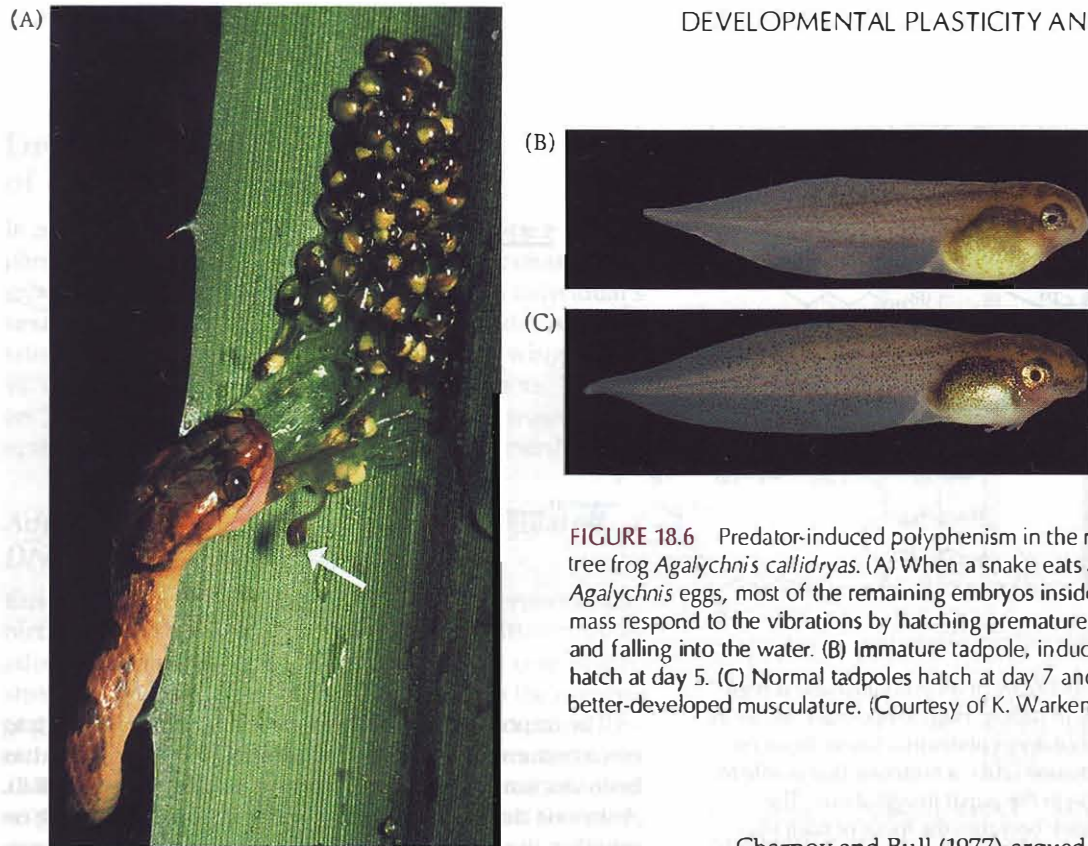 (A)
DEVELOPMENTAL PLASTICITY AN
(B)
(C)
FIGURE 18.6 Predator-induced polyphenism in the
tree frog Agalychnis callidryas. (A) When a snake eats
Agalychnis eggs, most of the remaining embryos inside
mass respond to the vibrations by hatching premature
and falling into the water. (B) Immature tadpole, induc
hatch at day 5. (C) Normal tadpoles hatch at day 7 and
better-developed musculature. (Courtesy of K. Warken
Charnov and Bull (1977) argued